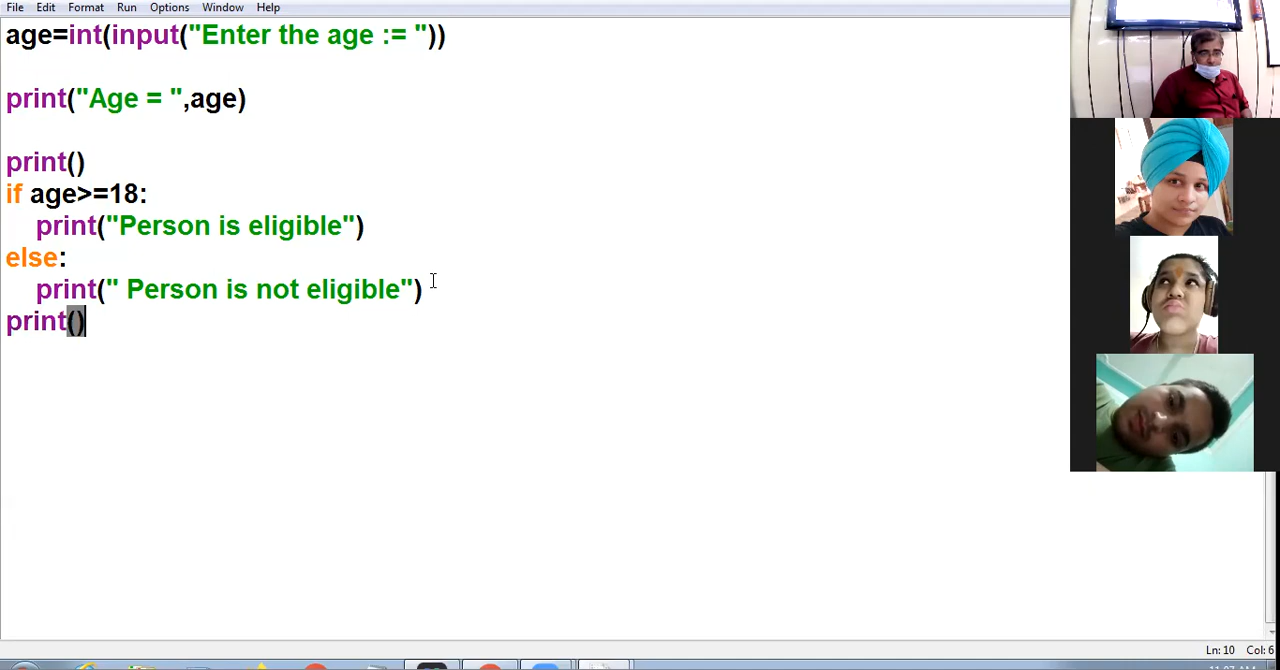 File Edit Format Run Options Window Help
age=int(input("Enter the age := "))
print("Age = ",age)
print()
if age>=18:
print("Person is eligible")
else:
print(" Person is not eligible")
print()
Ln: 10 Col: 6